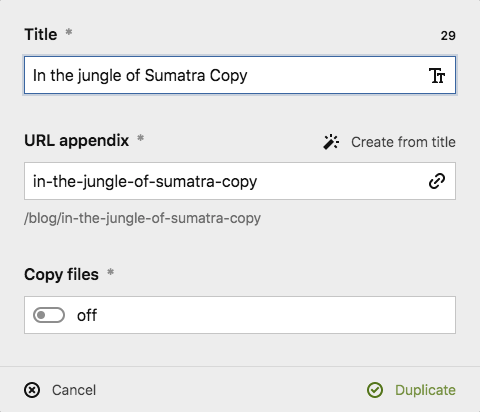 Title * 29
In the jungle of Sumatra Copy
URL appendix * Create from title
in-the-jungle-of-sumatra-copy
/blog/in-the-jungle-of-sumatra-copy
Copy files *
off
Cancel Duplicate